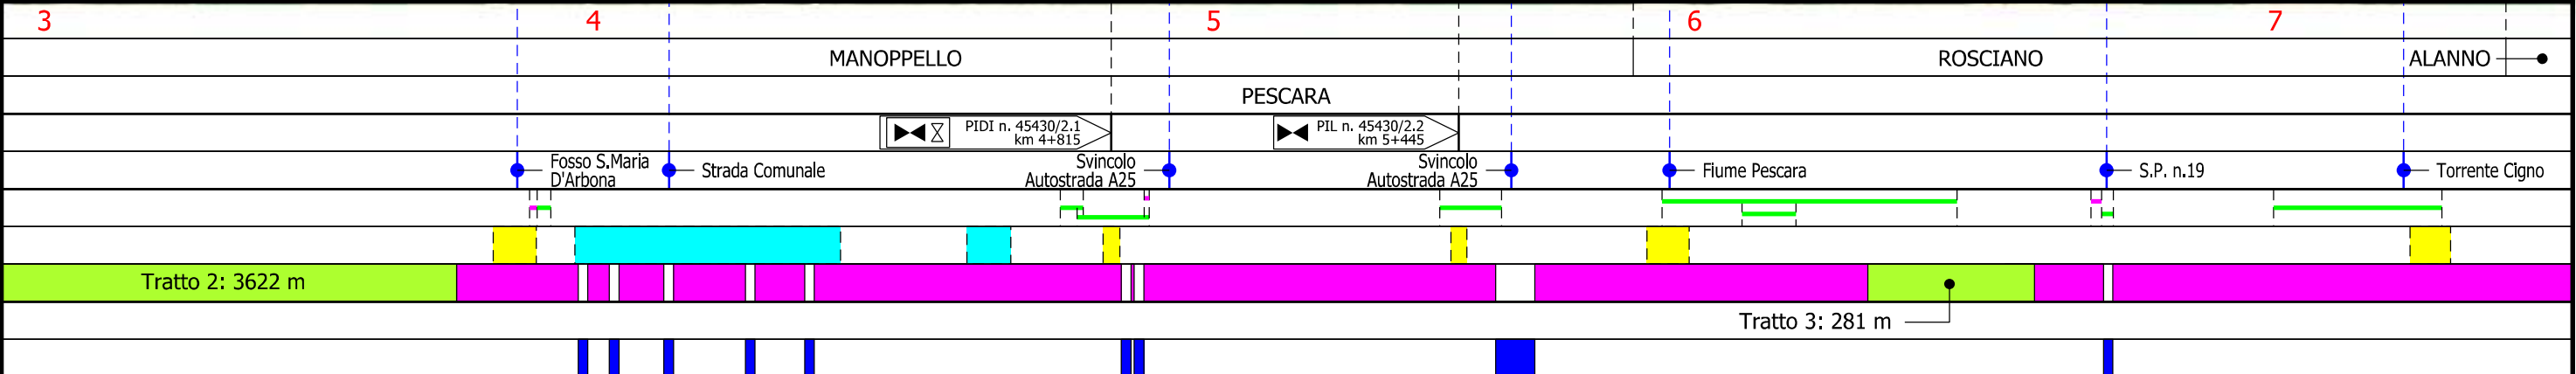 3 4 5 6 7
MANOPPELLO ROSCIANO ALANNO
PESCARA
PIDI n. 45430/2.1
km 4+815
PIL n. 45430/2.2
km 5+445
Fosso S.Maria
D'Arbona
Strada Comunale
Svincolo
Autostrada A25
Svincolo
Autostrada A25
Fiume Pescara
S.P. n.19
Torrente Cigno
Tratto 2: 3622 m
Tratto 3: 281 m